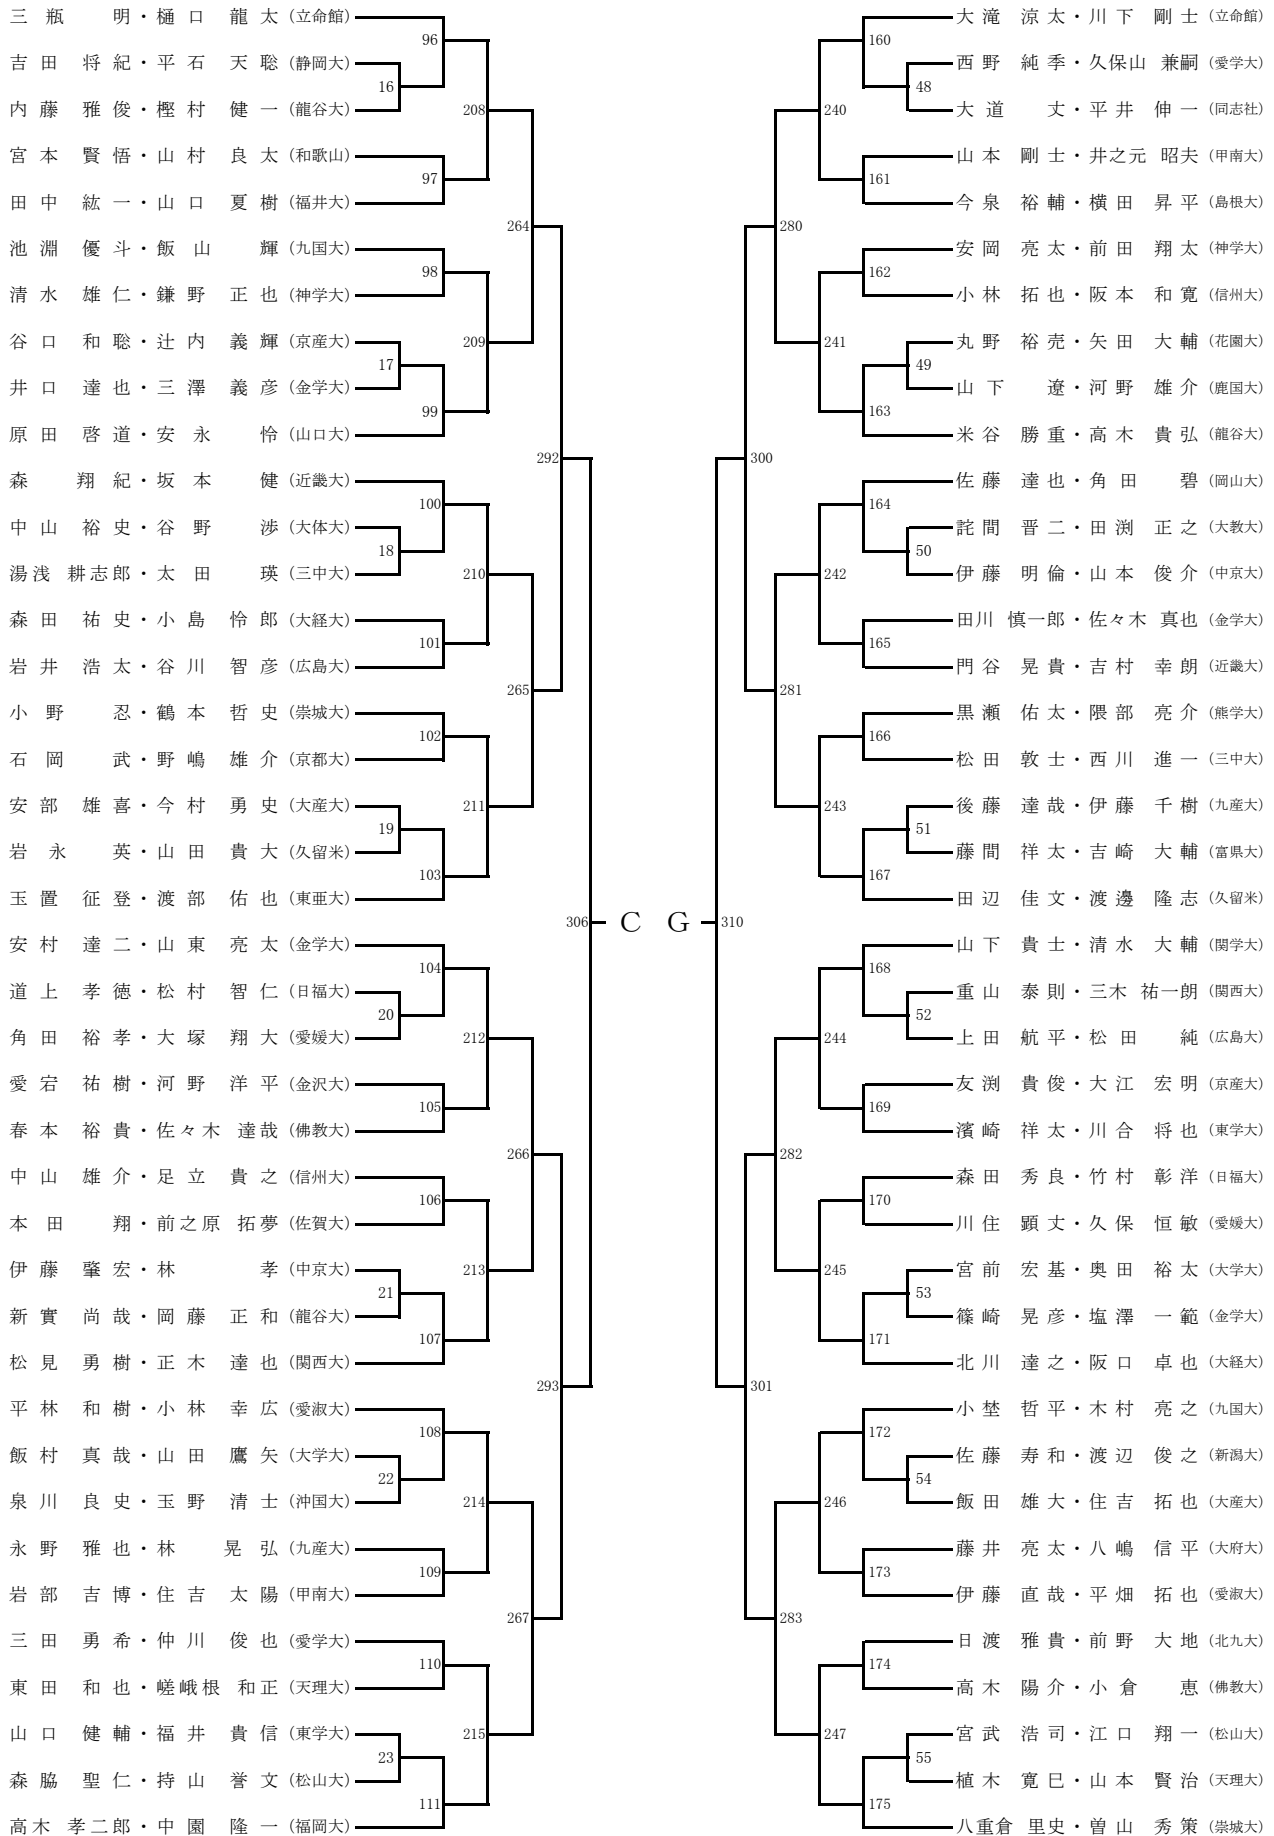 三瓶 明・樋口 龍太（立命館）
96
吉田 将紀・平石 天聡（静岡大）
16
内藤 雅俊・樫村 健一（龍谷大）
208
宮本 賢悟・山村 良太（和歌山）
97
田中 紘一・山口 夏樹（福井大）
264
池淵 優斗・飯山 輝（九国大）
98
清水 雄仁・鎌野 正也（神学大）
谷口 和聡・辻内 義輝（京産大）
209
17
井口 達也・三澤 義彦（金学大）
99
原田 啓道・安永 怜（山口大）
292
森 翔紀・坂本 健（近畿大）
100
中山 裕史・谷野 渉（大体大）
18
湯浅 耕志郎・太田 瑛（三中大）
210
森田 祐史・小島 怜郎（大経大）
101
岩井 浩太・谷川 智彦（広島大）
265
小野 忍・鶴本 哲史（崇城大）
102
石岡 武・野嶋 雄介（京都大）
安部 雄喜・今村 勇史（大産大）
211
19
岩永 英・山田 貴大（久留米）
103
玉置 征登・渡部 佑也（東亜大）
306 C
安村 達二・山東 亮太（金学大）
104
道上 孝徳・松村 智仁（日福大）
20
角田 裕孝・大塚 翔大（愛媛大）
212
愛宕 祐樹・河野 洋平（金沢大）
105
春本 裕貴・佐々木 達哉（佛教大）
266
中山 雄介・足立 貴之（信州大）
106
本田 翔・前之原 拓夢（佐賀大）
伊藤 肇宏・林 孝（中京大）
213
21
新實 尚哉・岡藤 正和（龍谷大）
107
松見 勇樹・正木 達也（関西大）
293
平林 和樹・小林 幸広（愛淑大）
108
飯村 真哉・山田 鷹矢（大学大）
22
泉川 良史・玉野 清士（沖国大）
214
永野 雅也・林 晃弘（九産大）
109
岩部 吉博・住吉 太陽（甲南大）
267
三田 勇希・仲川 俊也（愛学大）
110
東田 和也・嵯峨根 和正（天理大）
山口 健輔・福井 貴信（東学大）
215
23
森脇 聖仁・持山 誉文（松山大）
111
高木 孝二郎・中園 隆一（福岡大）
大滝 涼太・川下 剛士（立命館）
160
西野 純季・久保山 兼嗣（愛学大）
48
大道 丈・平井 伸一（同志社）
240
山本 剛士・井之元 昭夫（甲南大）
161
今泉 裕輔・横田 昇平（島根大）
280
安岡 亮太・前田 翔太（神学大）
162
小林 拓也・阪本 和寛（信州大）
丸野 裕売・矢田 大輔（花園大）
241
49
山下 遼・河野 雄介（鹿国大）
163
米谷 勝重・高木 貴弘（龍谷大）
300
佐藤 達也・角田 碧（岡山大）
164
詫間 晋二・田渕 正之（大教大）
50
伊藤 明倫・山本 俊介（中京大）
242
田川 慎一郎・佐々木 真也（金学大）
165
門谷 晃貴・吉村 幸朗（近畿大）
281
黒瀬 佑太・隈部 亮介（熊学大）
166
松田 敦士・西川 進一（三中大）
後藤 達哉・伊藤 千樹（九産大）
243
51
藤間 祥太・吉崎 大輔（富県大）
167
田辺 佳文・渡邊 隆志（久留米）
G 310
山下 貴士・清水 大輔（関学大）
168
重山 泰則・三木 祐一朗（関西大）
52
上田 航平・松田 純（広島大）
244
友渕 貴俊・大江 宏明（京産大）
169
濱崎 祥太・川合 将也（東学大）
282
森田 秀良・竹村 彰洋（日福大）
170
川住 顕丈・久保 恒敏（愛媛大）
宮前 宏基・奥田 裕太（大学大）
245
53
篠崎 晃彦・塩澤 一範（金学大）
171
北川 達之・阪口 卓也（大経大）
301
小埜 哲平・木村 亮之（九国大）
172
佐藤 寿和・渡辺 俊之（新潟大）
54
飯田 雄大・住吉 拓也（大産大）
246
藤井 亮太・八嶋 信平（大府大）
173
伊藤 直哉・平畑 拓也（愛淑大）
283
日渡 雅貴・前野 大地（北九大）
174
高木 陽介・小倉 恵（佛教大）
宮武 浩司・江口 翔一（松山大）
247
55
植木 寛巳・山本 賢治（天理大）
175
八重倉 里史・曽山 秀策（崇城大）